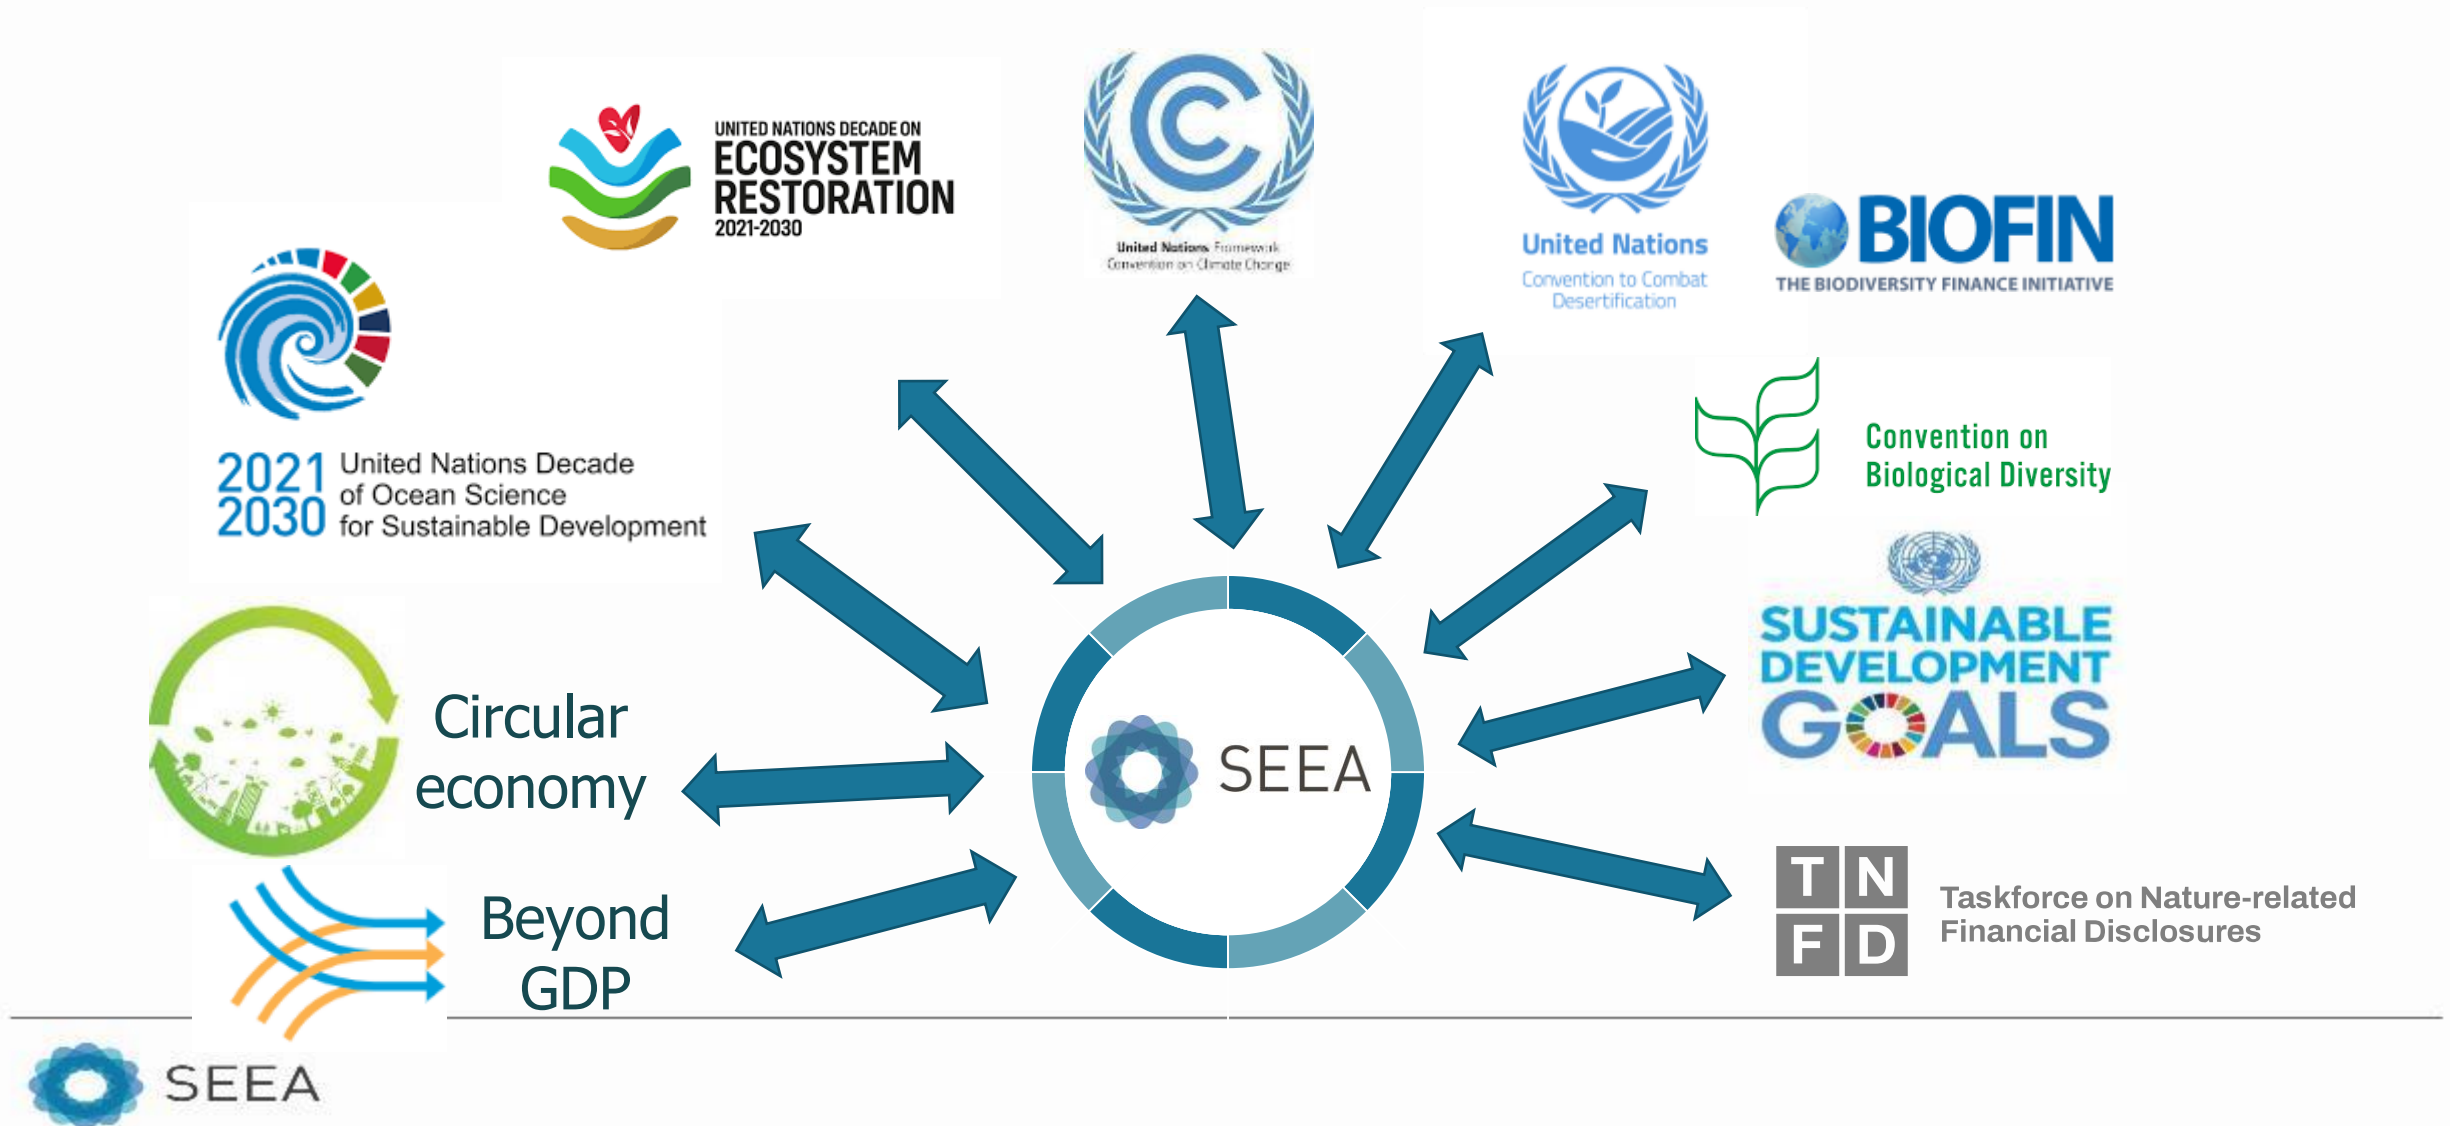 UNITED NATIONS DECADE ON
ECOSYSTEM
RESTORATION
2021-2030
United Nations Framework
Convention on Climate Change
United Nations
Convention to Combat
Desertification
BIOFIN
THE BIODIVERSITY FINANCE INITIATIVE
2021
2030
United Nations Decade
of Ocean Science
for Sustainable Development
Convention on
Biological Diversity
SUSTAINABLE
DEVELOPMENT
GOALS
Circular
economy
SEEA
Beyond
GDP
TN
FD
Taskforce on Nature-related
Financial Disclosures
SEEA